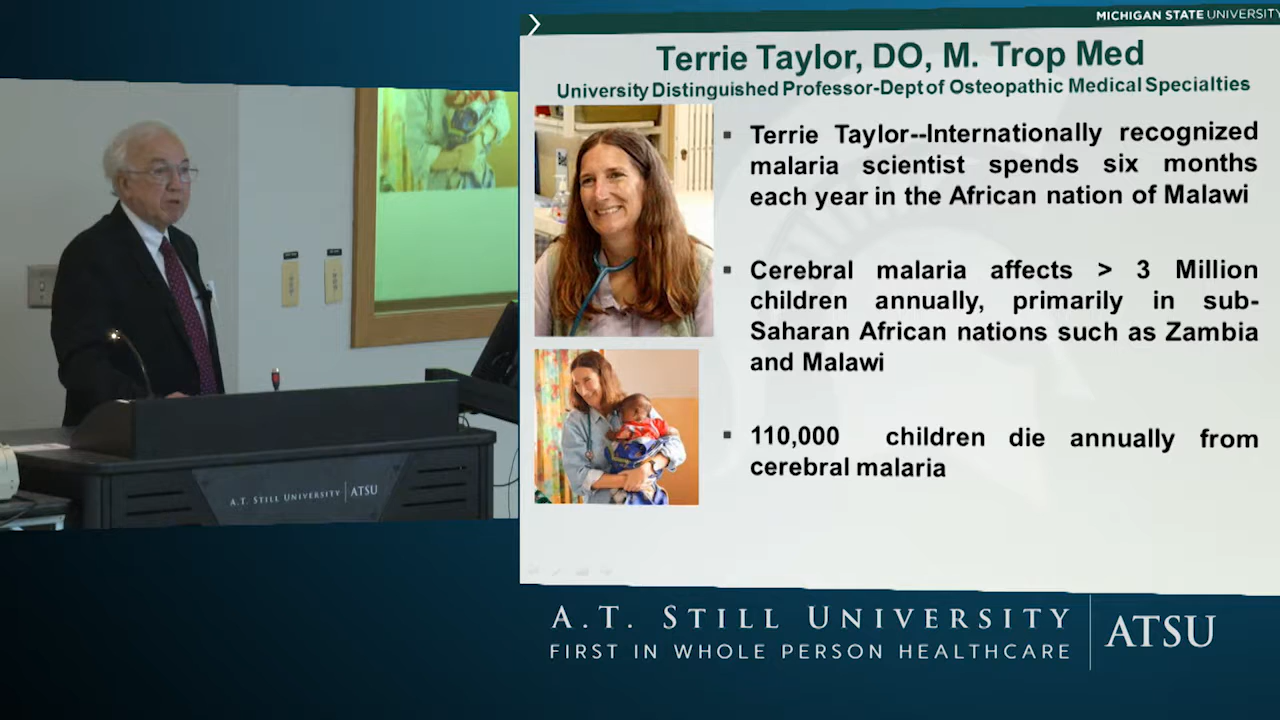 MICHIGAN STATE UNIVERSITY
Terrie Taylor, DO, M. Trop Med
University Distinguished Professor-Dept of Osteopathic Medical Specialties
▪ Terrie Taylor--Internationally recognized
malaria scientist spends six months
each year in the African nation of Malawi
▪ Cerebral malaria affects > 3 Million
children annually, primarily in sub-
Saharan African nations such as Zambia
and Malawi
▪ 110,000 children die annually from
cerebral malaria
A.T. STILL UNIVERSITY ATSU
A.T. STILL UNIVERSITY
FIRST IN WHOLE PERSON HEALTHCARE
ATSU